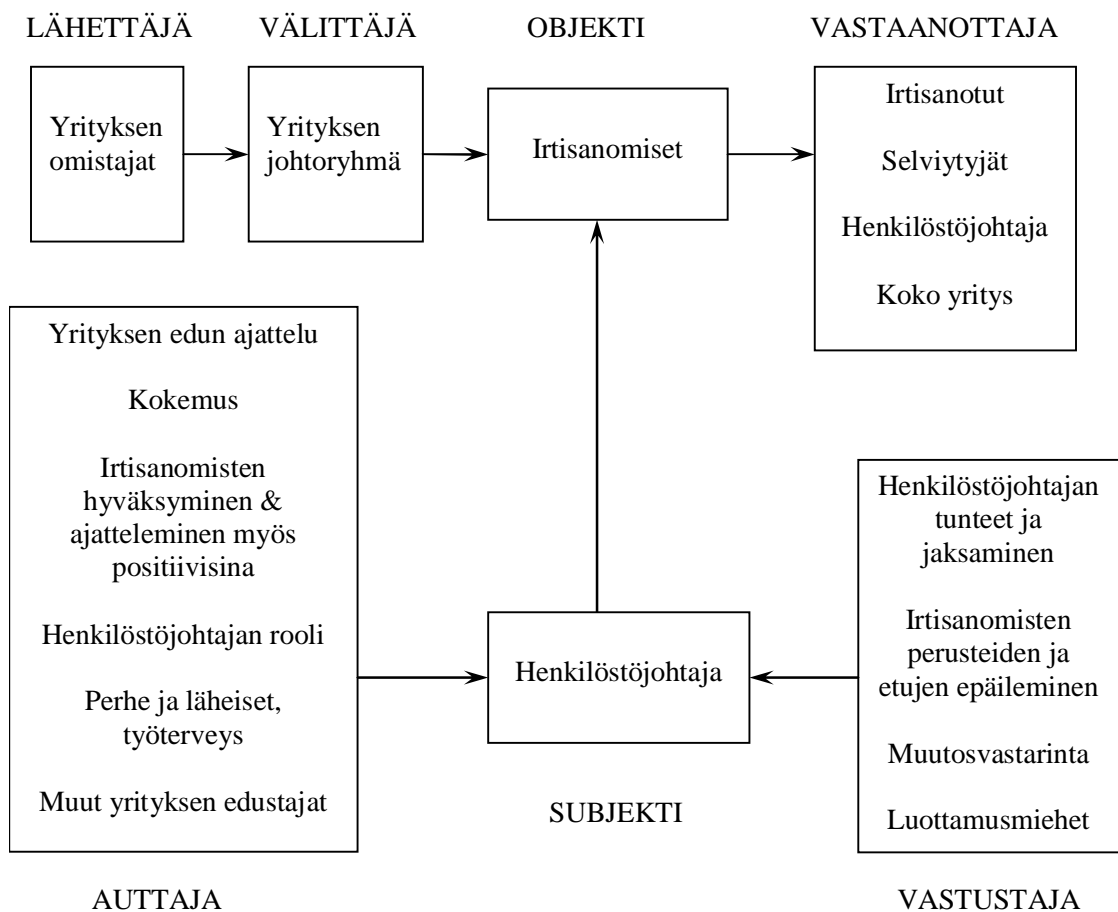 LÄHETTÄJÄ
VÄLITTÄJÄ
OBJEKTI
VASTAANOTTAJA
Yrityksen
omistajat
Yrityksen
johtoryhmä
Irtisanomiset
Irtisanotut
Selviytyjät
Henkilöstöjohtaja
Koko yritys
Yrityksen edun ajattelu
Kokemus
Irtisanomisten
hyväksyminen &
ajatteleminen myös
positiivisina
Henkilöstöjohtajan rooli
Perhe ja läheiset,
työterveys
Muut yrityksen edustajat
Henkilöstöjohtaja
SUBJEKTI
Henkilöstöjohtajan
tunteet ja
jaksaminen
Irtisanomisten
perusteiden ja
etujen epäileminen
Muutosvastarinta
Luottamusmiehet
AUTTAJA
VASTUSTAJA